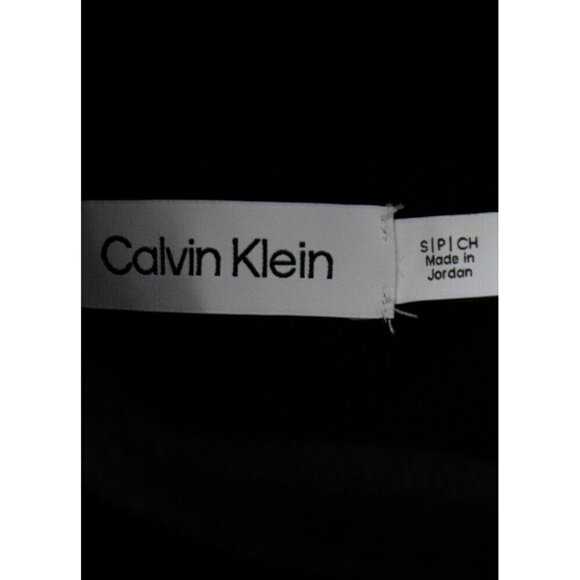 Calvin Klein
S|P|CH
Made in
Jordan